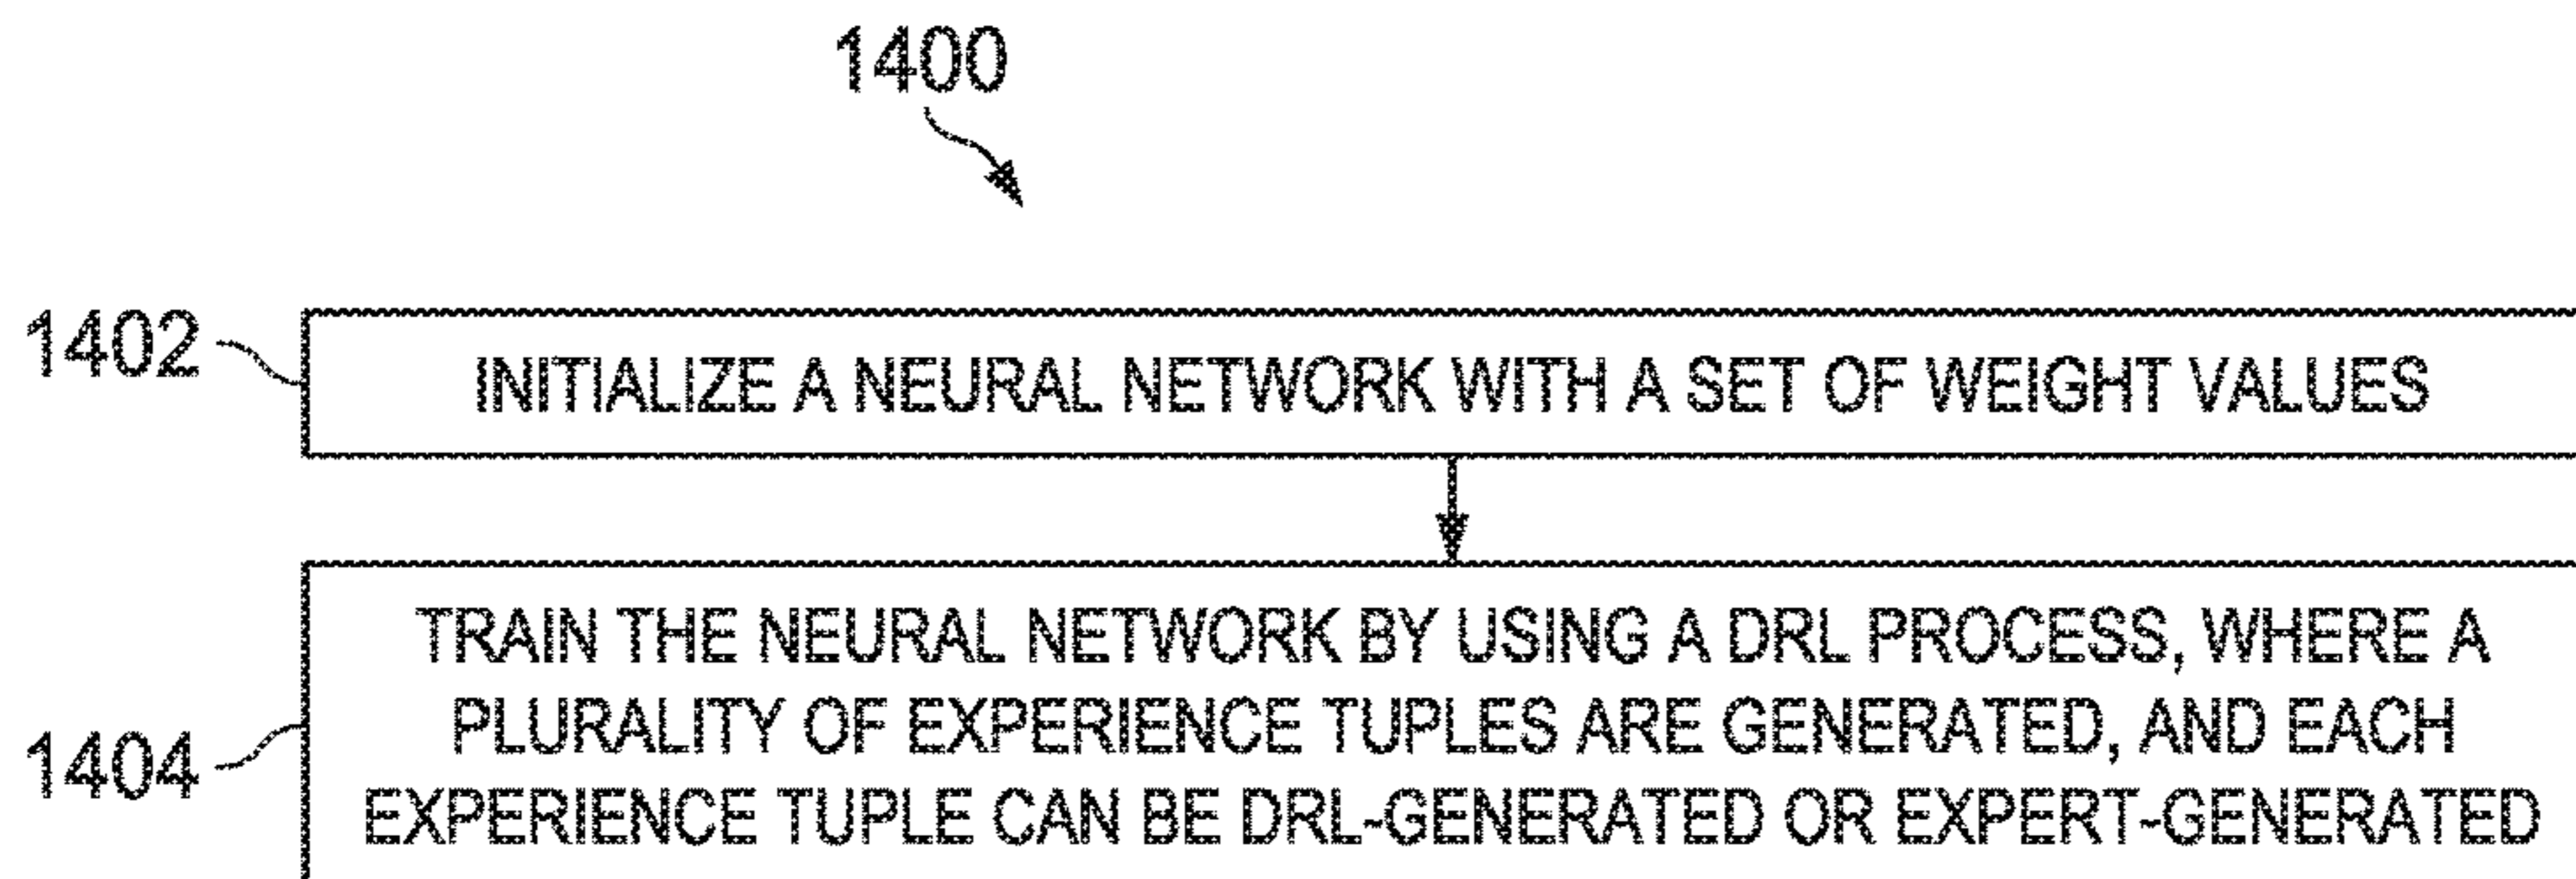 1400
1402
INITIALIZE A NEURAL NETWORK WITH A SET OF WEIGHT VALUES
TRAIN THE NEURAL NETWORK BY USING A DRL PROCESS, WHERE A
PLURALITY OF EXPERIENCE TUPLES ARE GENERATED, AND EACH
1404
EXPERIENCE TUPLE CAN BE DRL-GENERATED OR EXPERT-GENERATED